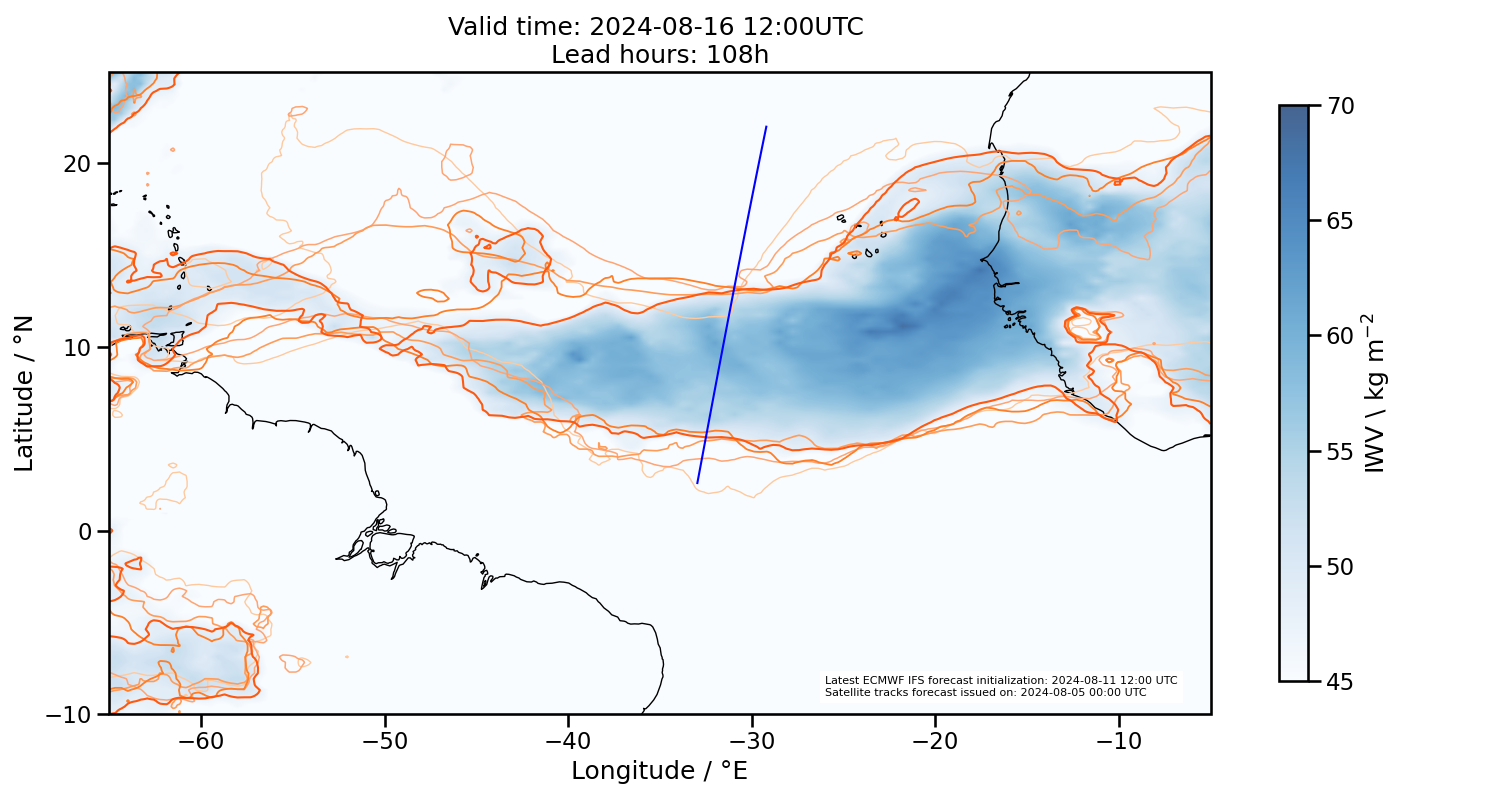 Valid time: 2024-08-16 12:00UTC
Lead hours: 108h
Latitude / °N
20
10
0
−10
−60
−50
−40
−30
−20
−10
Longitude / °E
Latest ECMWF IFS forecast initialization: 2024-08-11 12:00 UTC
Satellite tracks forecast issued on: 2024-08-05 00:00 UTC
70
65
60
55
50
45
IWV \ kg m⁻²